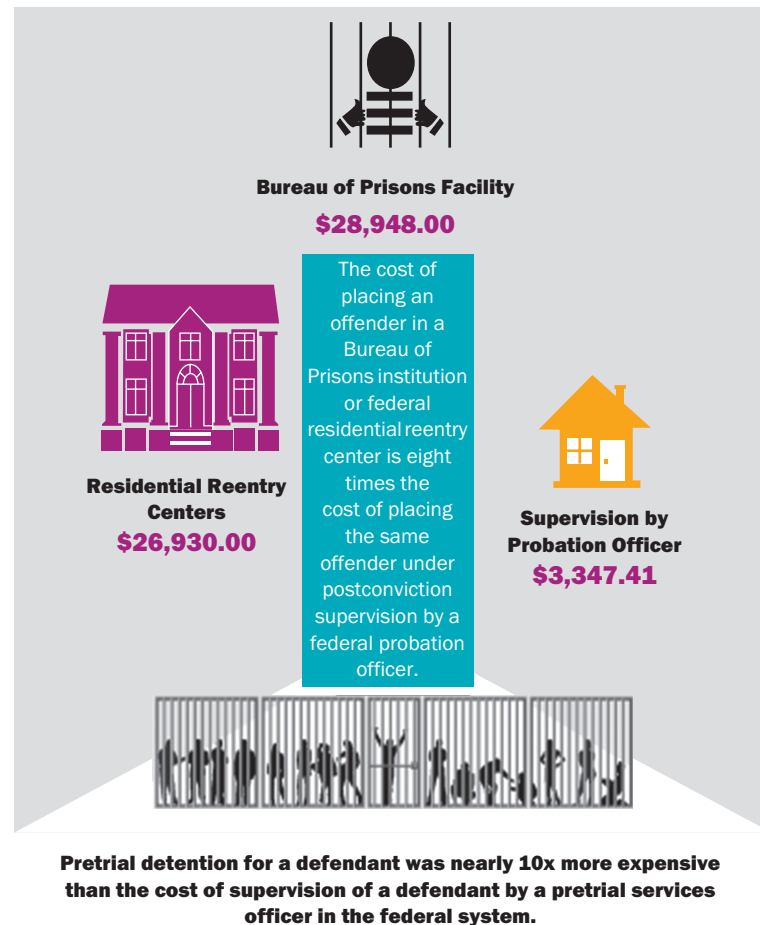 Bureau of Prisons Facility
$28,948.00
The cost of
placing an
offender in a
Bureau of
Prisons institution
or federal
residential reentry
center is eight
times the
cost of placing
the same
offender under
postconviction
supervision by a
federal probation
officer.
Residential Reentry
Centers
$26,930.00
Supervision by
Probation Officer
$3,347.41
Pretrial detention for a defendant was nearly 10x more expensive
than the cost of supervision of a defendant by a pretrial services
officer in the federal system.